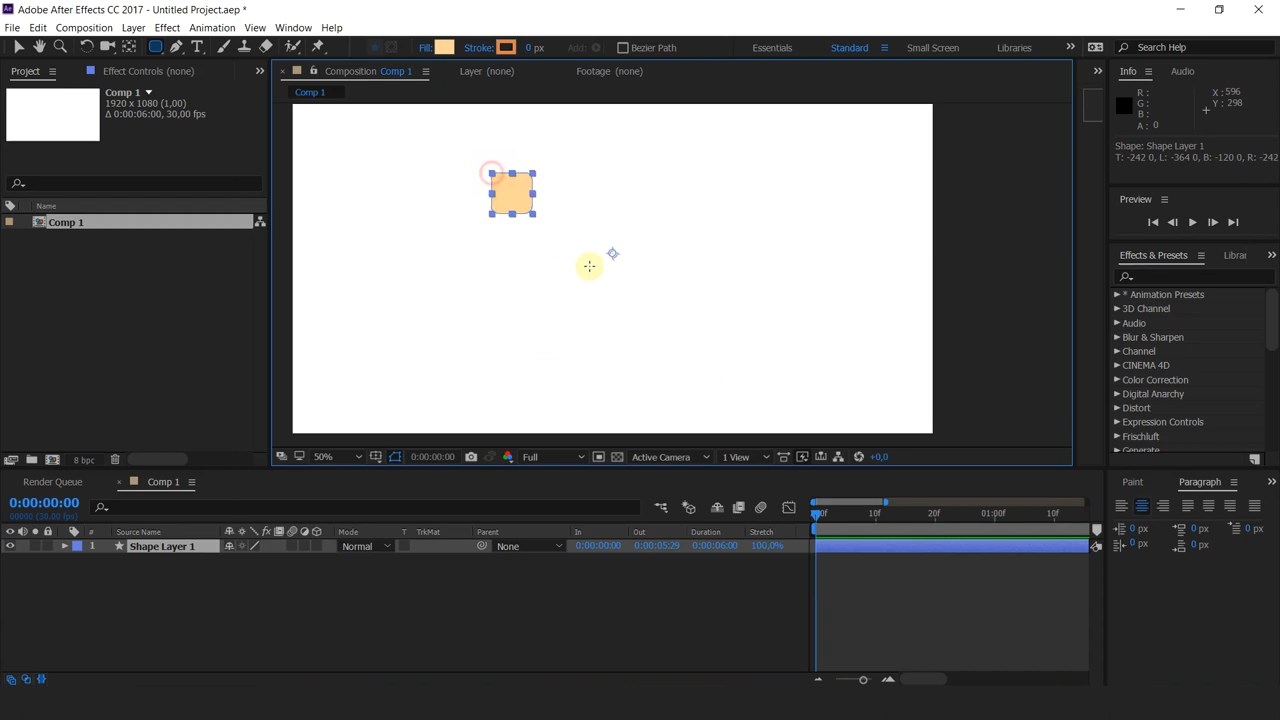 Adobe After Effects CC 2017 - Untitled Project.aep *
File Edit Composition Layer Effect Animation View Window Help
Fill: Stroke: 0 px Add: Bezier Path Essentials Standard Small Screen Libraries Search Help
Project Effect Controls (none) Composition Comp 1 Layer (none) Footage (none) Info Audio
Comp 1
1920 x 1080 (1,00)
Δ 0:00:06:00, 30,00 fps
Comp 1
R: X: 596
G: Y: 298
B:
A: 0
Shape: Shape Layer 1
T: -242 0, L: -364 0, B: -120 0, R: -242
Preview
Name
Comp 1
Effects & Presets Librar
* Animation Presets
3D Channel
Audio
Blur & Sharpen
Channel
CINEMA 4D
Color Correction
Digital Anarchy
Distort
Expression Controls
Frischluft
Generate
8 bpc 50% 0:00:00:00 Full Active Camera 1 View +0,0
Render Queue Comp 1 Paint Paragraph
0:00:00:00
00000 (30.00 fps)
:00f 10f 20f 01:00f 10f
# Source Name Mode T TrkMat Parent In Out Duration Stretch
0 px 0 px 0 px
1 Shape Layer 1 Normal None 0:00:00:00 0:00:05:29 0:00:06:00 100,0%
0 px 0 px